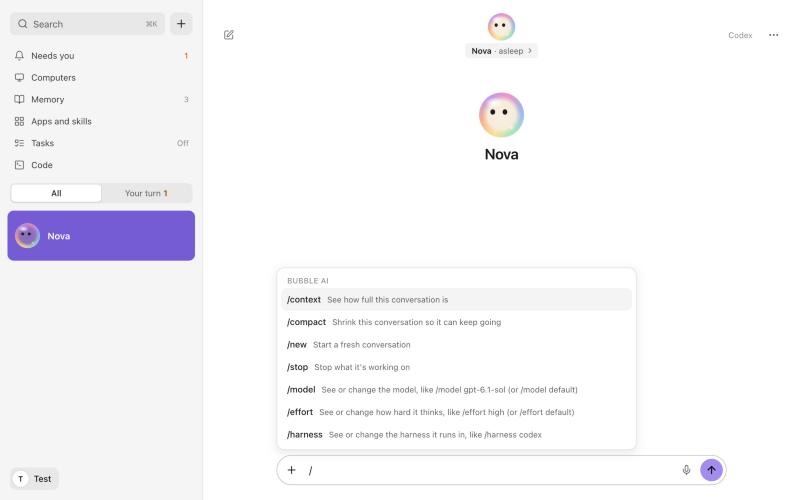 Search ⌘K
Needs you 1
Computers
Memory 3
Apps and skills
Tasks Off
Code
All Your turn 1
Nova
T Test
Nova · asleep ›
Codex
Nova
BUBBLE AI
/context See how full this conversation is
/compact Shrink this conversation so it can keep going
/new Start a fresh conversation
/stop Stop what it's working on
/model See or change the model, like /model gpt-6.1-sol (or /model default)
/effort See or change how hard it thinks, like /effort high (or /effort default)
/harness See or change the harness it runs in, like /harness codex
/